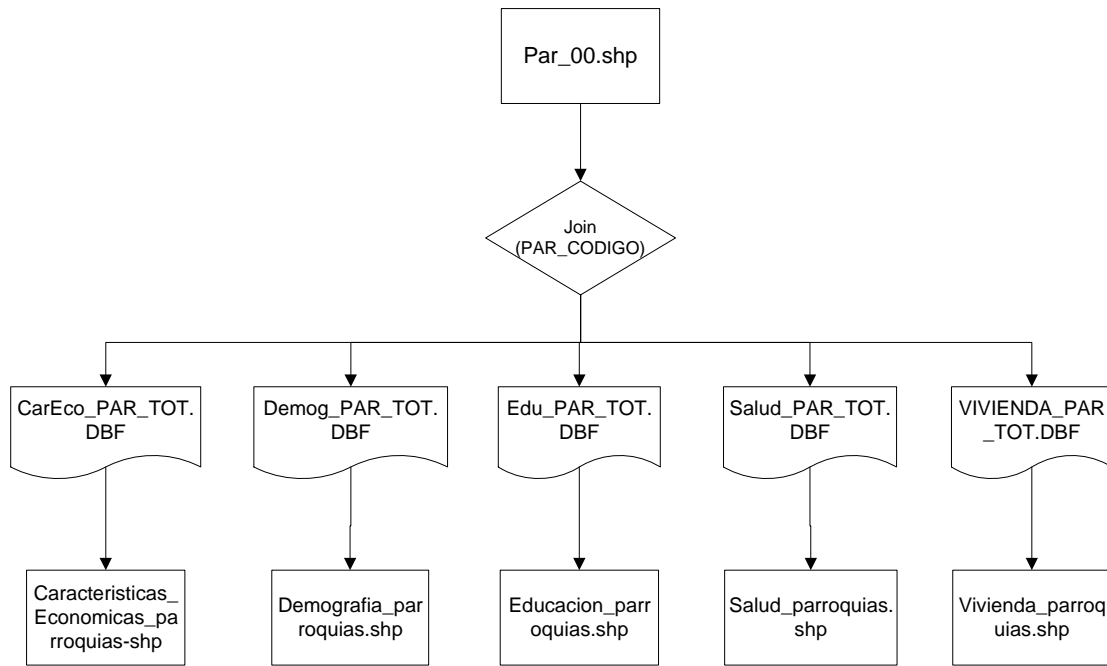 Par_00.shp
Join
(PAR_CODIGO)
CarEco_PAR_TOT.
DBF
Demog_PAR_TOT.
DBF
Edu_PAR_TOT.
DBF
Salud_PAR_TOT.
DBF
VIVIENDA_PAR
_TOT.DBF
Caracteristicas_
Economicas_pa
rroquias-shp
Demografia_par
roquias.shp
Educacion_parr
oquias.shp
Salud_parroquias.
shp
Vivienda_parroq
uias.shp